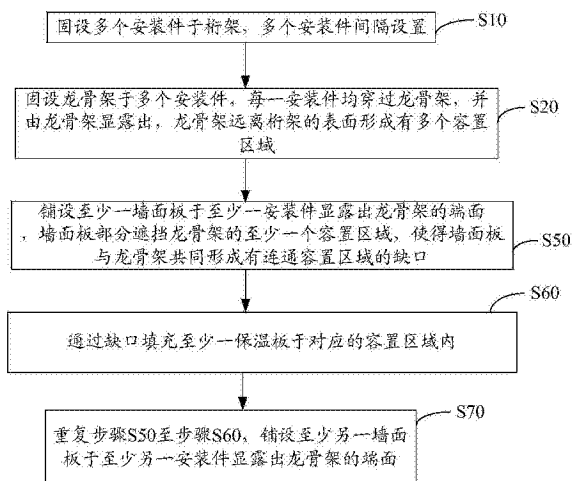 固设多个安装件于桁架，多个安装件间隔设置
S10
固设龙骨架于多个安装件，每一安装件均穿过龙骨架，并
由龙骨架显露出，龙骨架远离桁架的表面形成有多个容置
区域
S20
铺设至少一墙面板于至少一安装件显露出龙骨架的端面
，墙面板部分遮挡龙骨架的至少一个容置区域，使得墙面板
与龙骨架共同形成有连通容置区域的缺口
S50
通过缺口填充至少一保温板于对应的容置区域内
S60
重复步骤S50至步骤S60，铺设至少另一墙面
板于至少另一安装件显露出龙骨架的端面
S70